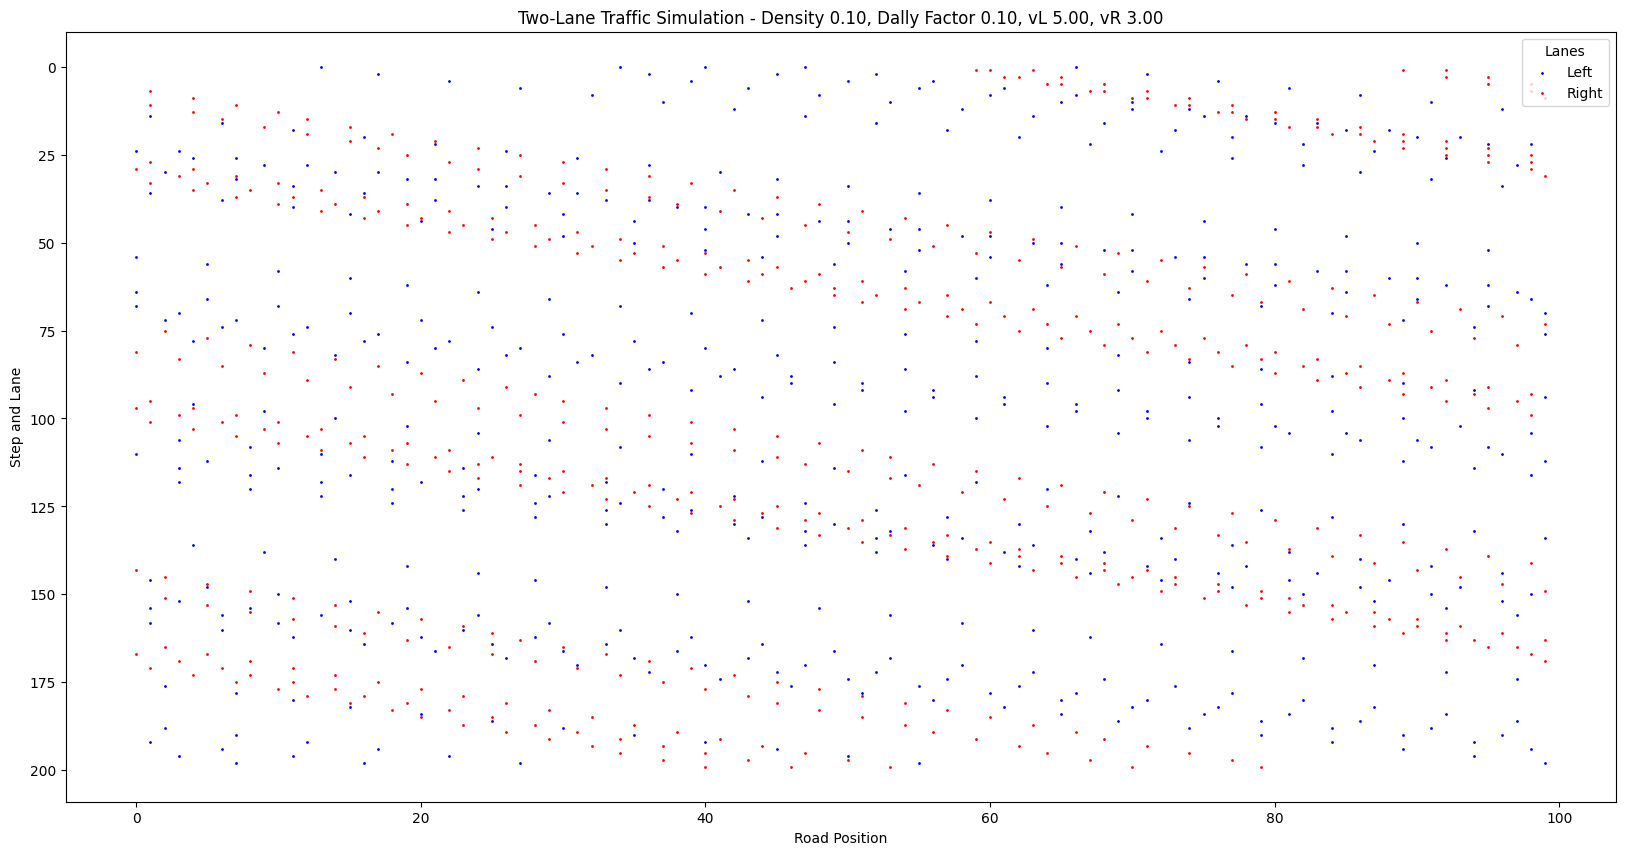 Two-Lane Traffic Simulation - Density 0.10, Dally Factor 0.10, vL 5.00, vR 3.00
Lanes
Left
Right
Step and Lane
0
25
50
75
100
125
150
175
200
0
20
40
60
80
100
Road Position